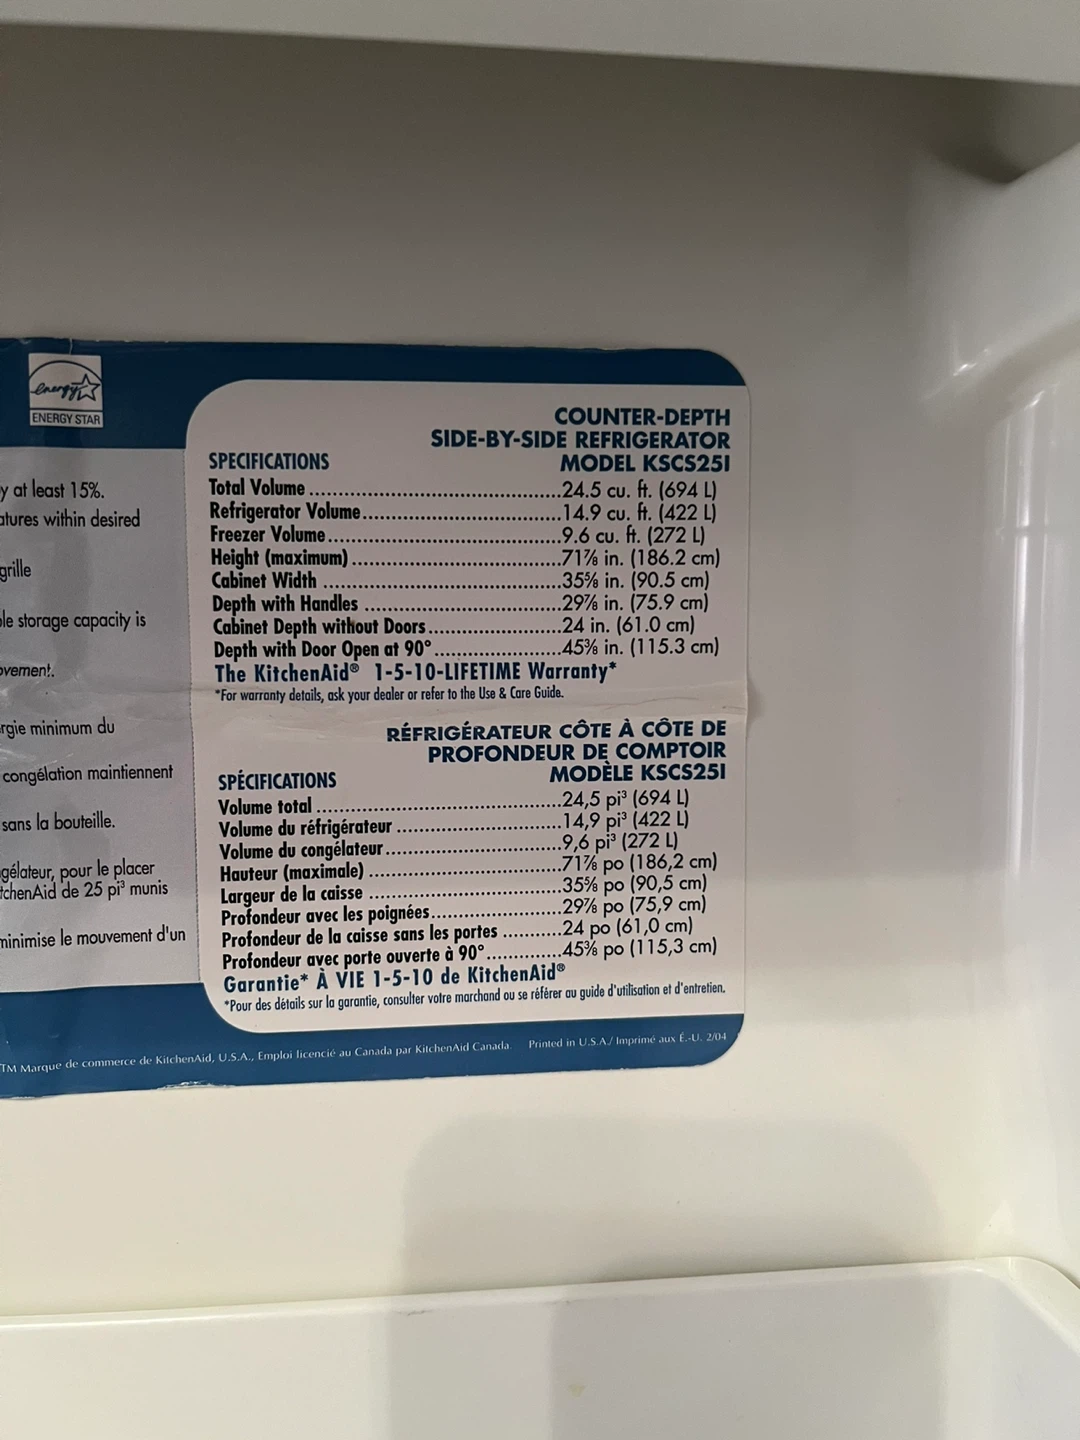 energy
ENERGY STAR
y at least 15%.
atures within desired
grille
ble storage capacity is
ovement.
rgie minimum du
congélation maintiennent
sans la bouteille.
gélateur, pour le placer
tchenAid de 25 pi³ munis
minimise le mouvement d'un
COUNTER-DEPTH
SIDE-BY-SIDE REFRIGERATOR
SPECIFICATIONS MODEL KSCS25I
Total Volume ..........24.5 cu. ft. (694 L)
Refrigerator Volume..........14.9 cu. ft. (422 L)
Freezer Volume..........9.6 cu. ft. (272 L)
Height (maximum)..........71⅞ in. (186.2 cm)
Cabinet Width ..........35⅝ in. (90.5 cm)
Depth with Handles ..........29⅞ in. (75.9 cm)
Cabinet Depth without Doors..........24 in. (61.0 cm)
Depth with Door Open at 90°..........45⅜ in. (115.3 cm)
The KitchenAid® 1-5-10-LIFETIME Warranty*
*For warranty details, ask your dealer or refer to the Use & Care Guide.
RÉFRIGÉRATEUR CÔTE À CÔTE DE
PROFONDEUR DE COMPTOIR
SPÉCIFICATIONS MODÈLE KSCS25I
Volume total ..........24,5 pi³ (694 L)
Volume du réfrigérateur ..........14,9 pi³ (422 L)
Volume du congélateur..........9,6 pi³ (272 L)
Hauteur (maximale) ..........71⅞ po (186,2 cm)
Largeur de la caisse ..........35⅝ po (90,5 cm)
Profondeur avec les poignées..........29⅞ po (75,9 cm)
Profondeur de la caisse sans les portes ..........24 po (61,0 cm)
Profondeur avec porte ouverte à 90°..........45⅜ po (115,3 cm)
Garantie* À VIE 1-5-10 de KitchenAid®
*Pour des détails sur la garantie, consulter votre marchand ou se référer au guide d'utilisation et d'entretien.
TM Marque de commerce de KitchenAid, U.S.A., Emploi licencié au Canada par KitchenAid Canada. Printed in U.S.A./ Imprimé aux É.-U. 2/04